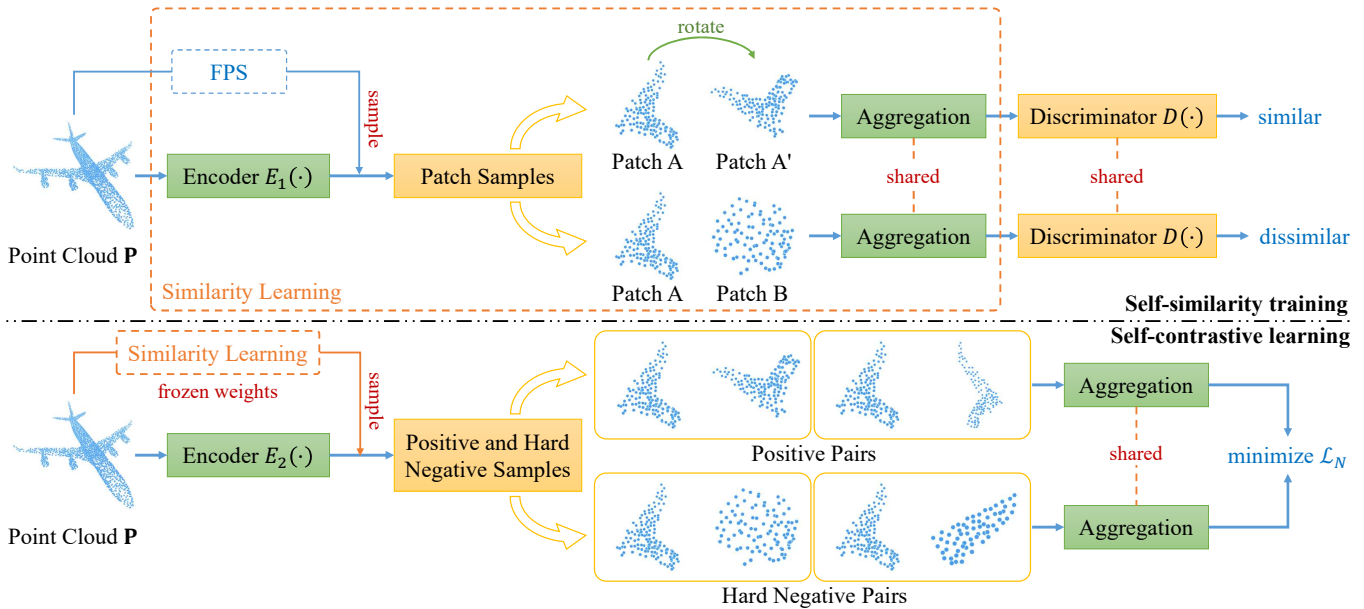 rotate
FPS
sample
Encoder E₁(·)
Patch Samples
Patch A
Patch A'
Aggregation
Discriminator D(·)
similar
shared
shared
Point Cloud P
Patch A
Patch B
Aggregation
Discriminator D(·)
dissimilar
Similarity Learning
Self-similarity training
Self-contrastive learning
Similarity Learning
frozen weights
sample
Encoder E₂(·)
Positive and Hard
Negative Samples
Positive Pairs
Aggregation
shared
minimize ℒ_N
Aggregation
Point Cloud P
Hard Negative Pairs